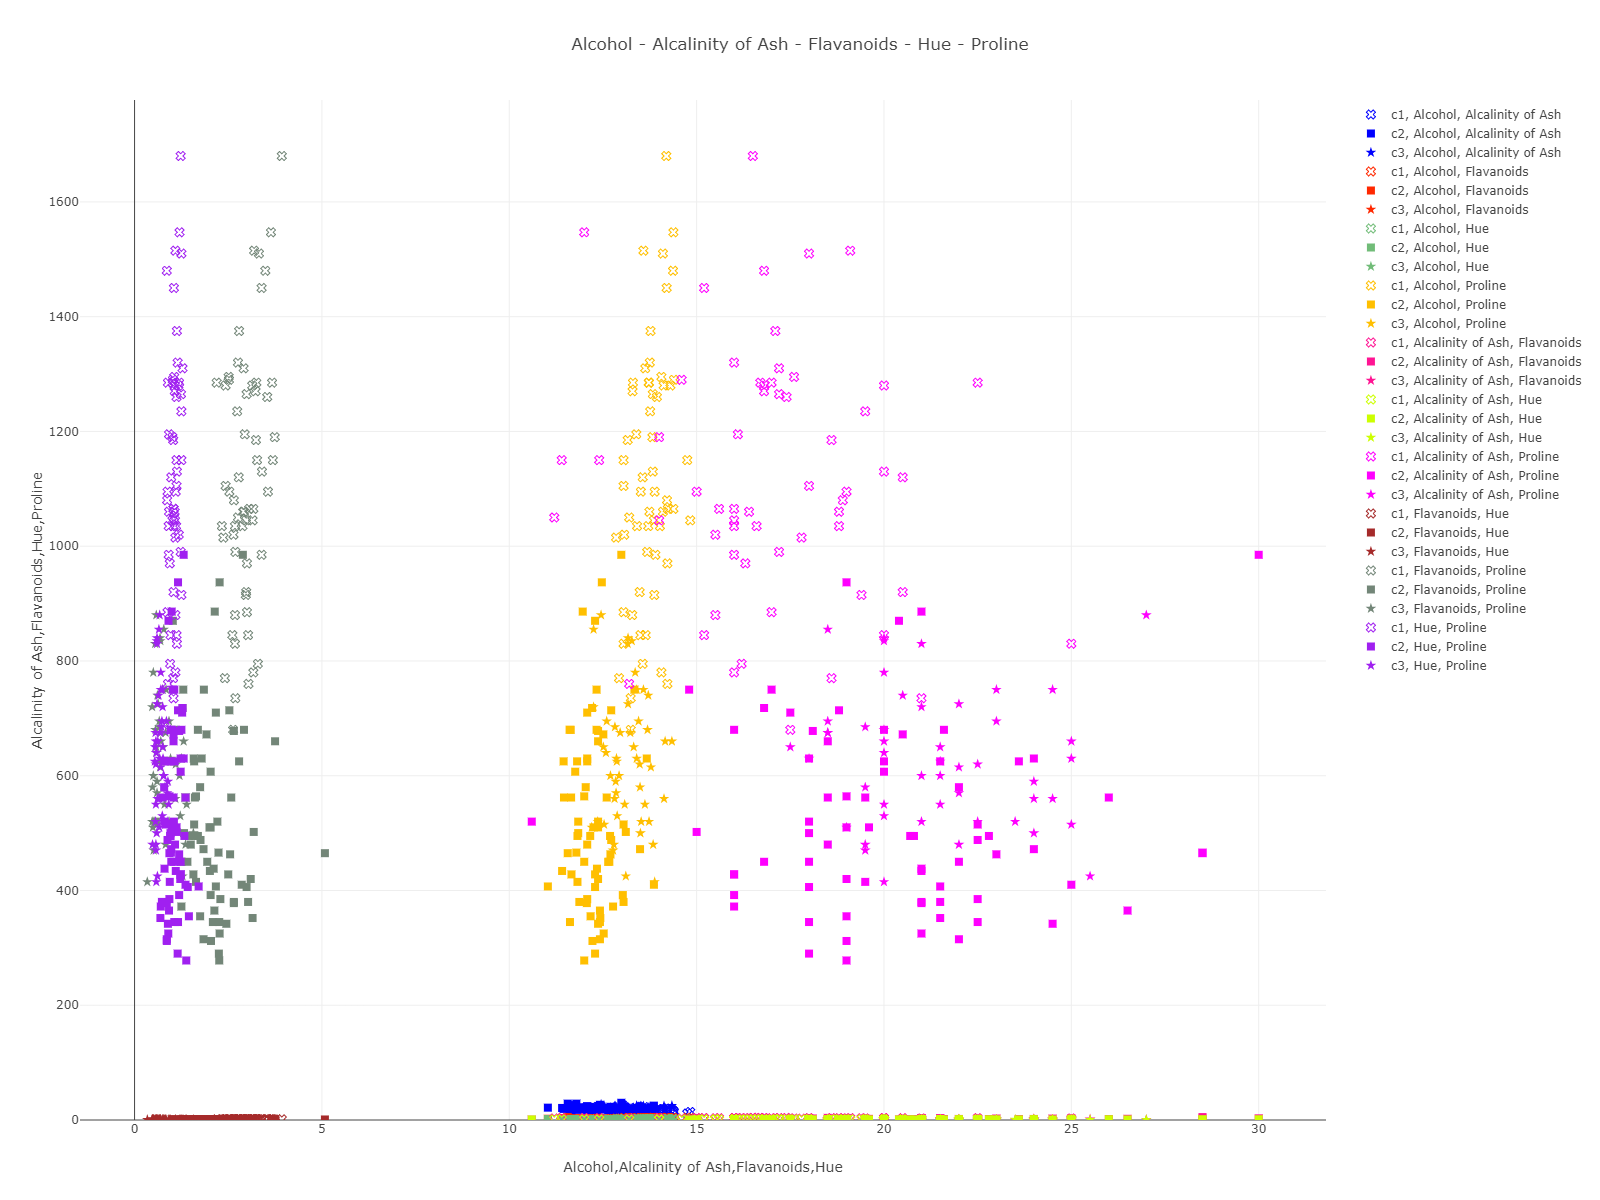 Alcohol - Alcalinity of Ash - Flavanoids - Hue - Proline
c1, Alcohol, Alcalinity of Ash
c2, Alcohol, Alcalinity of Ash
c3, Alcohol, Alcalinity of Ash
c1, Alcohol, Flavanoids
c2, Alcohol, Flavanoids
c3, Alcohol, Flavanoids
c1, Alcohol, Hue
c2, Alcohol, Hue
c3, Alcohol, Hue
c1, Alcohol, Proline
c2, Alcohol, Proline
c3, Alcohol, Proline
c1, Alcalinity of Ash, Flavanoids
c2, Alcalinity of Ash, Flavanoids
c3, Alcalinity of Ash, Flavanoids
c1, Alcalinity of Ash, Hue
c2, Alcalinity of Ash, Hue
c3, Alcalinity of Ash, Hue
c1, Alcalinity of Ash, Proline
c2, Alcalinity of Ash, Proline
c3, Alcalinity of Ash, Proline
c1, Flavanoids, Hue
c2, Flavanoids, Hue
c3, Flavanoids, Hue
c1, Flavanoids, Proline
c2, Flavanoids, Proline
c3, Flavanoids, Proline
c1, Hue, Proline
c2, Hue, Proline
c3, Hue, Proline
Alcalinity of Ash,Flavanoids,Hue,Proline
1600
1400
1200
1000
800
600
400
200
0
0 5 10 15 20 25 30
Alcohol,Alcalinity of Ash,Flavanoids,Hue